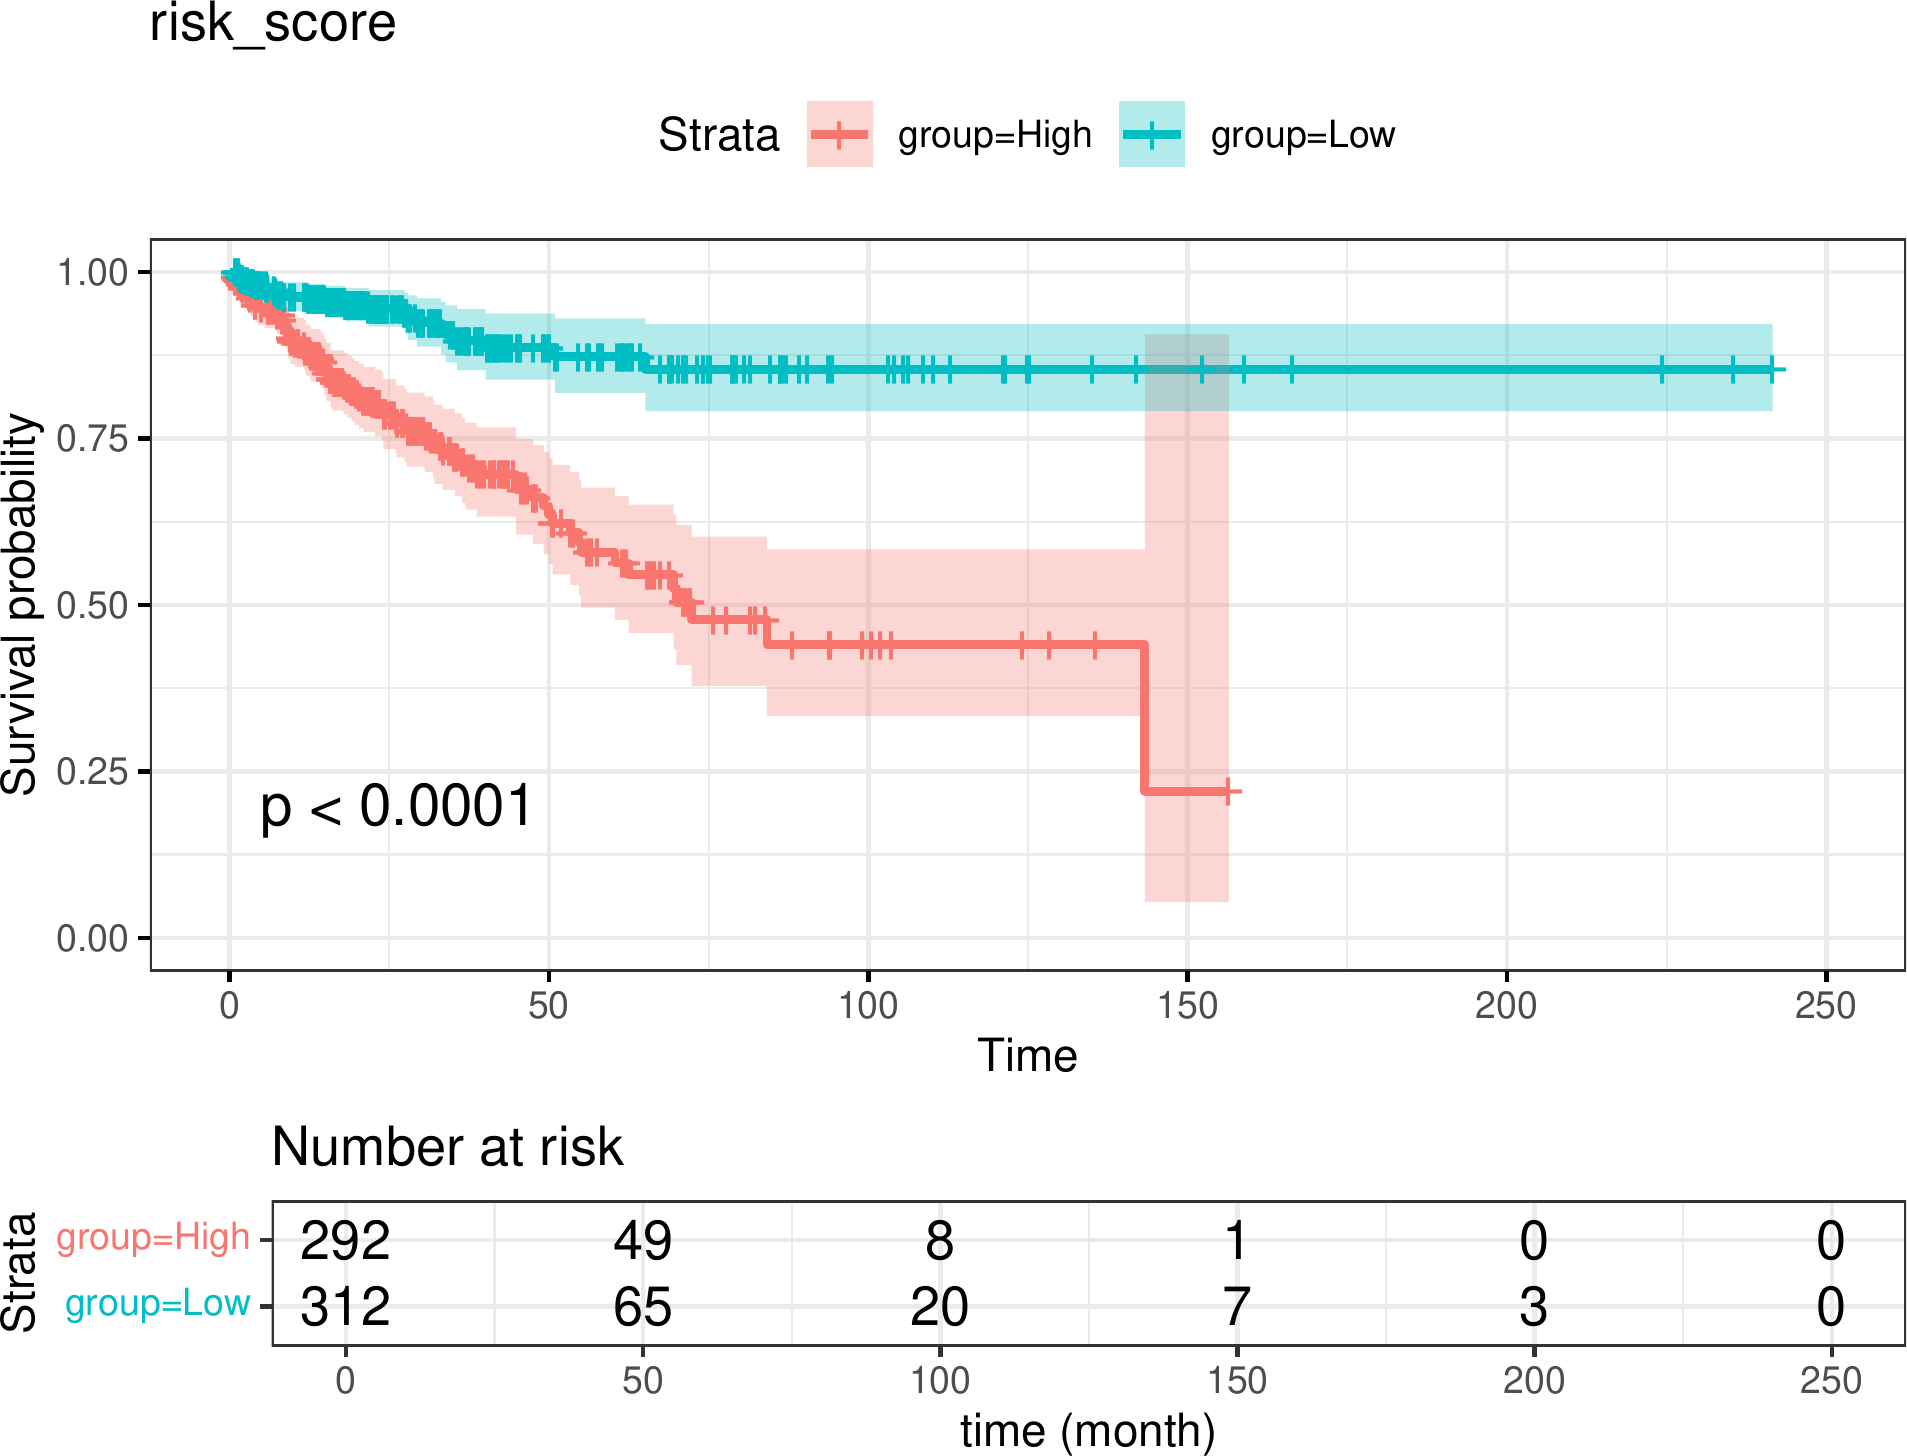 risk_score
Strata group=High group=Low
Survival probability
1.00
0.75
0.50
0.25
0.00
p < 0.0001
0 50 100 150 200 250
Time
Number at risk
Strata
group=High 292 49 8 1 0 0
group=Low 312 65 20 7 3 0
0 50 100 150 200 250
time (month)